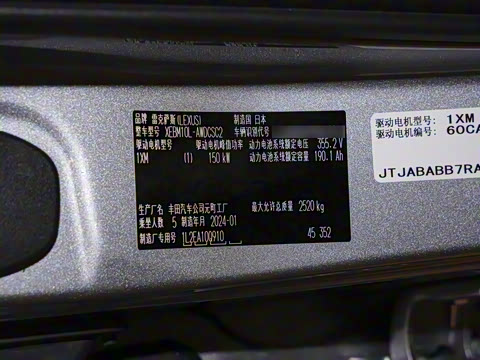 品牌 雷克萨斯(LEXUS) 制造国 日本
整车型号 XEBM10L-AWDCSC2 车辆识别代号
驱动电机型号 驱动电机峰值功率 动力电池系统额定电压 355.2 V
1XM (1) 150 kW 动力电池系统额定容量 190.1 Ah
生产厂名 丰田汽车公司元町工厂 最大允许总质量 2520 kg
乘坐人数 5 制造年月 2024-01
制造厂专用号 45 352
驱动电机型号: 1XM
驱动电机编号: 60CA
JTJABABB7RA